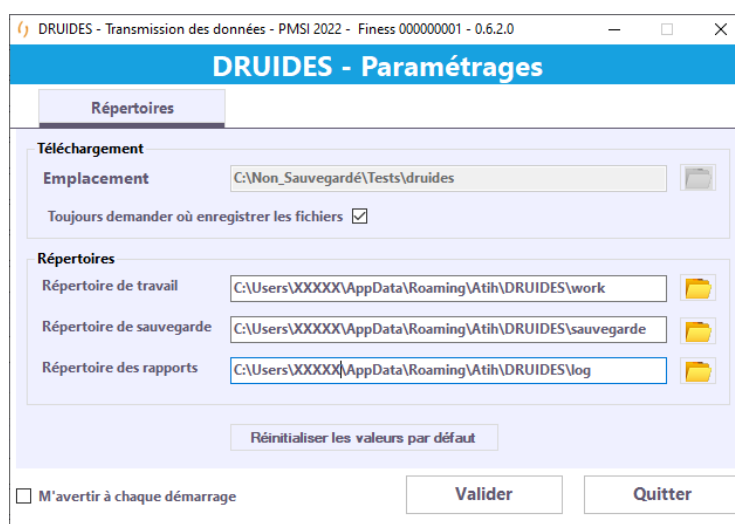 DRUIDES - Transmission des données - PMSI 2022 - Finess 000000001 - 0.6.2.0
DRUIDES - Paramétrages
Répertoires
Téléchargement
Emplacement C:\Non_Sauvegardé\Tests\druides
Toujours demander où enregistrer les fichiers
Répertoires
Répertoire de travail C:\Users\XXXXX\AppData\Roaming\Atih\DRUIDES\work
Répertoire de sauvegarde C:\Users\XXXXX\AppData\Roaming\Atih\DRUIDES\sauvegarde
Répertoire des rapports C:\Users\XXXXX\AppData\Roaming\Atih\DRUIDES\log
Réinitialiser les valeurs par défaut
M'avertir à chaque démarrage Valider Quitter